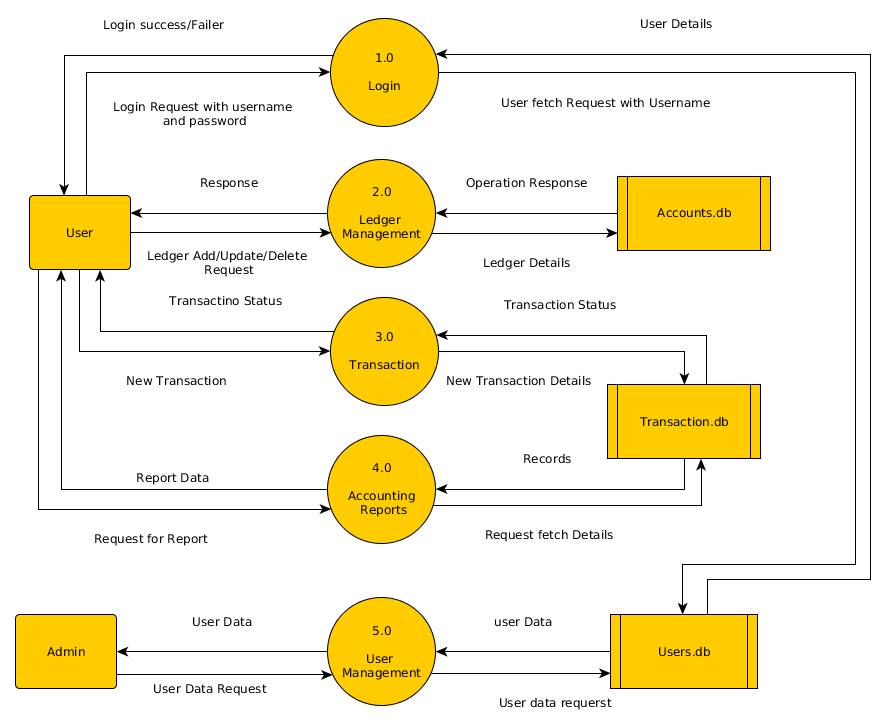 Login success/Failer
User Details
1.0
Login
Login Request with username
and password
User fetch Request with Username
Response
2.0
Ledger
Management
Operation Response
Accounts.db
User
Ledger Add/Update/Delete
Request
Ledger Details
Transactino Status
3.0
Transaction
Transaction Status
New Transaction
New Transaction Details
Transaction.db
Report Data
4.0
Accounting
Reports
Records
Request for Report
Request fetch Details
User Data
5.0
User
Management
user Data
Admin
Users.db
User Data Request
User data requerst